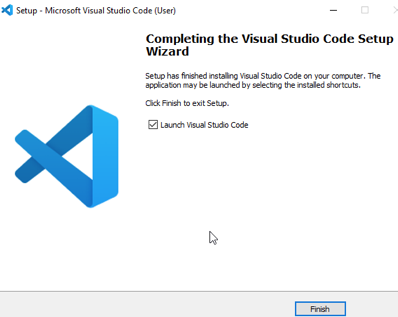 Setup - Microsoft Visual Studio Code (User)
Completing the Visual Studio Code Setup
Wizard
Setup has finished installing Visual Studio Code on your computer. The
application may be launched by selecting the installed shortcuts.
Click Finish to exit Setup.
Launch Visual Studio Code
Finish